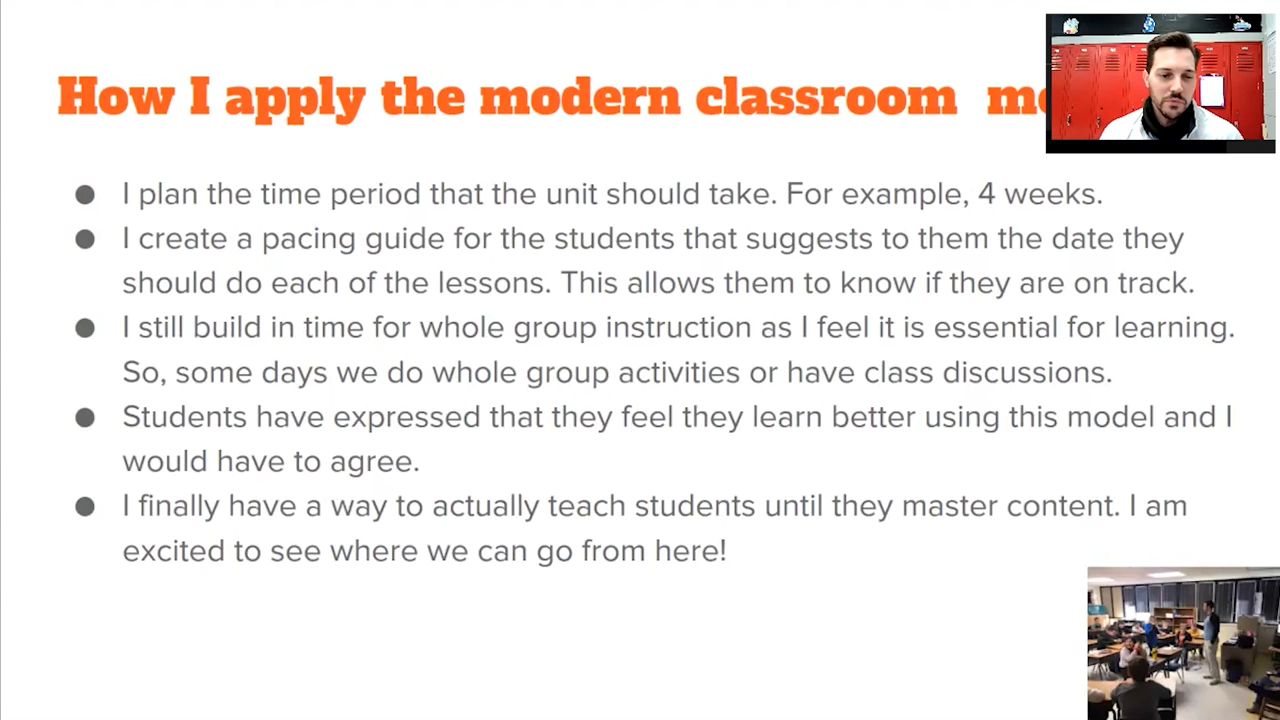 How I apply the modern classroom
● I plan the time period that the unit should take. For example, 4 weeks.
● I create a pacing guide for the students that suggests to them the date they
should do each of the lessons. This allows them to know if they are on track.
● I still build in time for whole group instruction as I feel it is essential for learning.
So, some days we do whole group activities or have class discussions.
● Students have expressed that they feel they learn better using this model and I
would have to agree.
● I finally have a way to actually teach students until they master content. I am
excited to see where we can go from here!